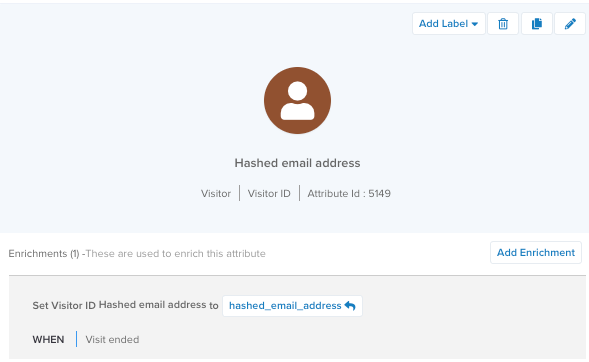 Add Label
Hashed email address
Visitor | Visitor ID | Attribute Id : 5149
Enrichments (1) -These are used to enrich this attribute
Add Enrichment
Set Visitor ID Hashed email address to hashed_email_address
WHEN | Visit ended